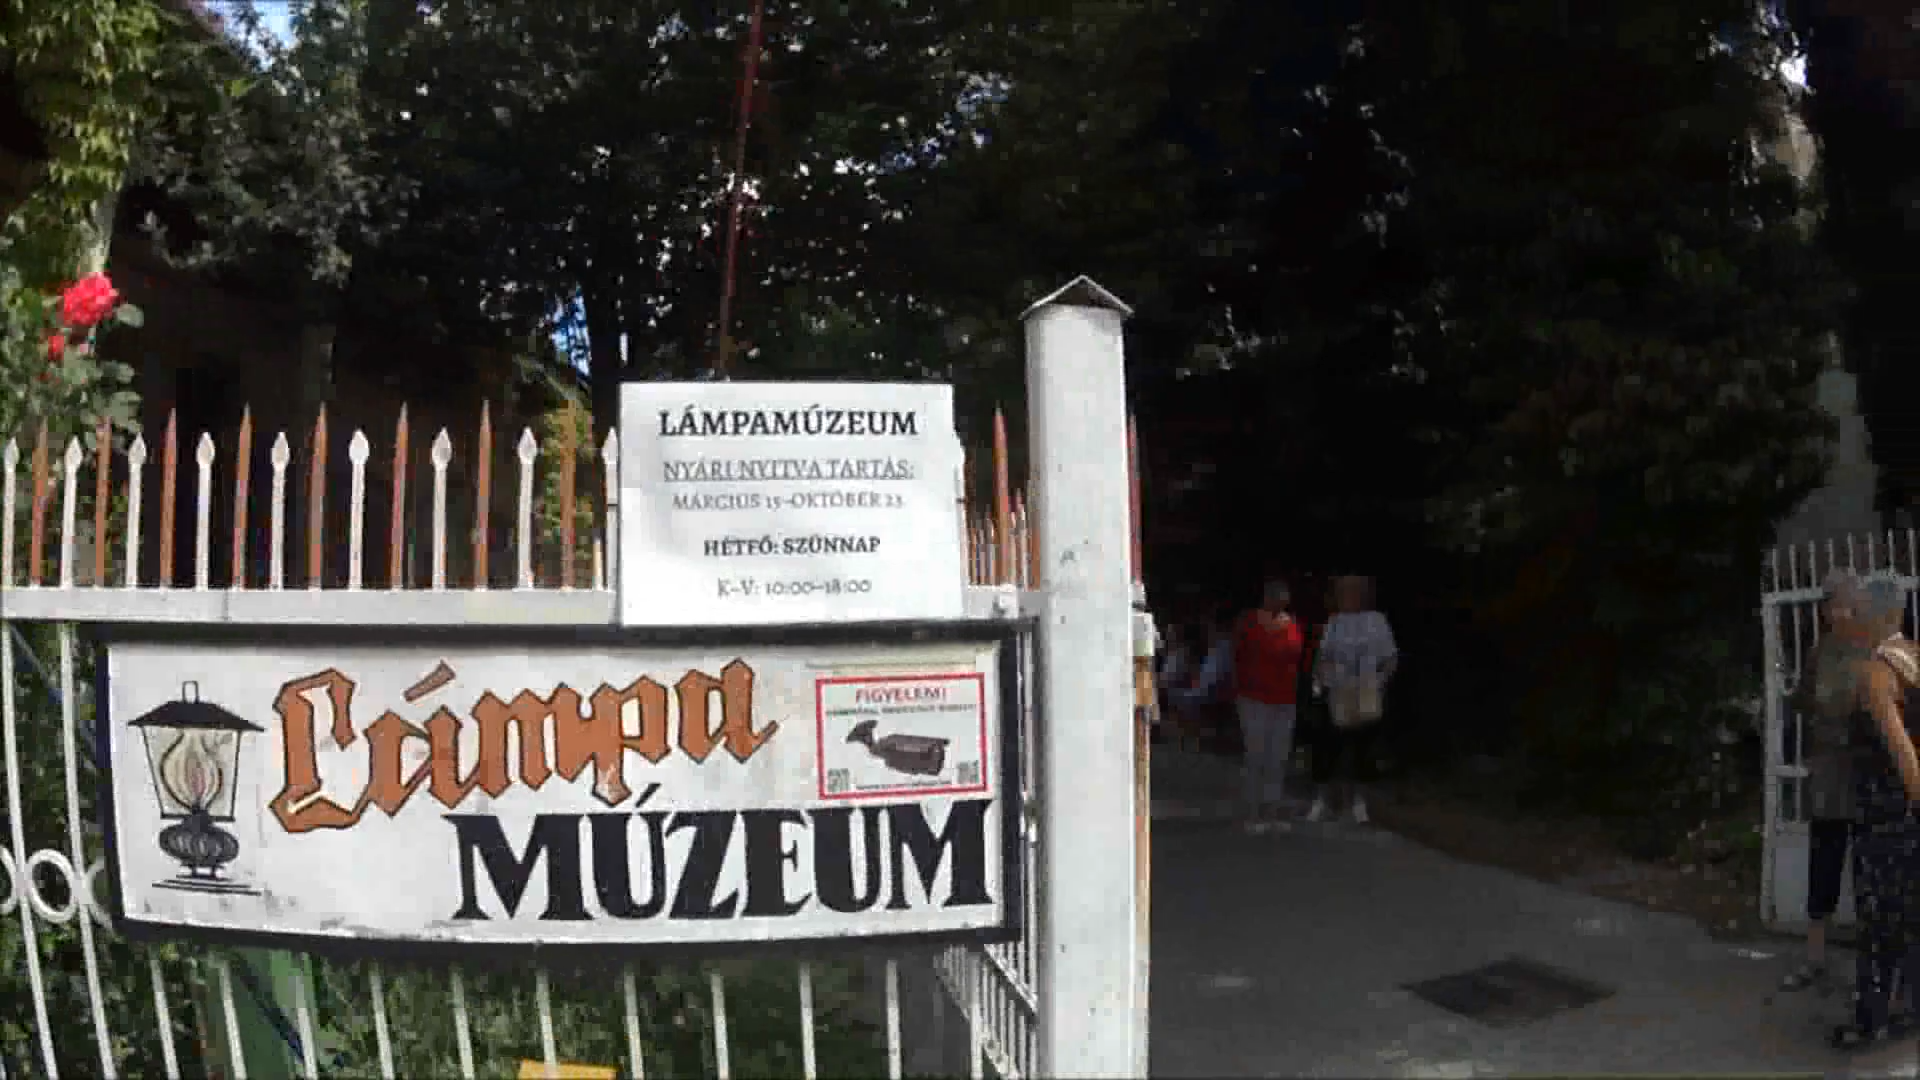 LÁMPAMÚZEUM
NYÁRI NYITVA TARTÁS:
MÁRCIUS 15-OKTÓBER 23
HÉTFŐ: SZÜNNAP
K-V: 10:00-18:00
Lámpa
MÚZEUM
FIGYELEM!